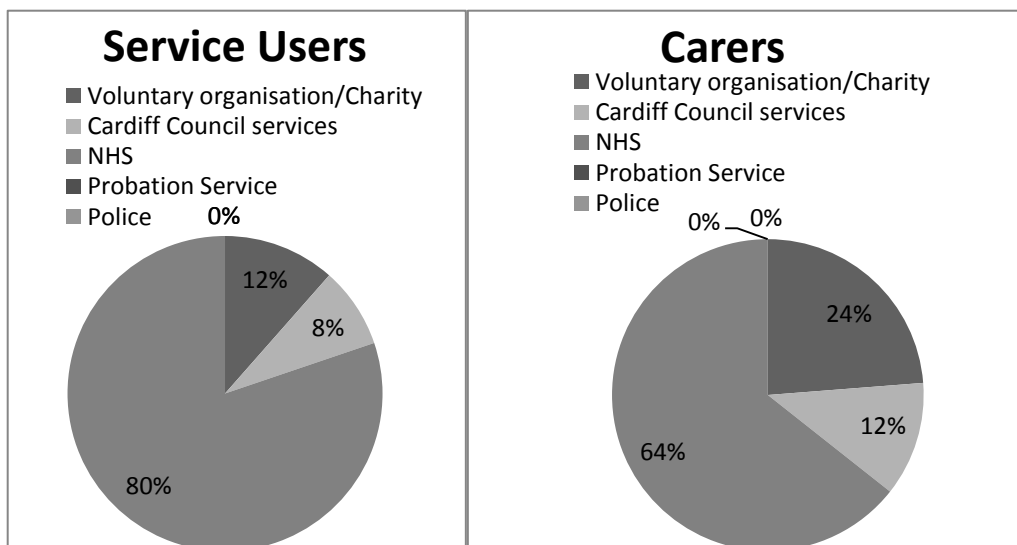 Service Users
Voluntary organisation/Charity
Cardiff Council services
NHS
Probation Service
Police
0%
12%
8%
80%
Carers
Voluntary organisation/Charity
Cardiff Council services
NHS
Probation Service
Police
0%
0%
24%
12%
64%